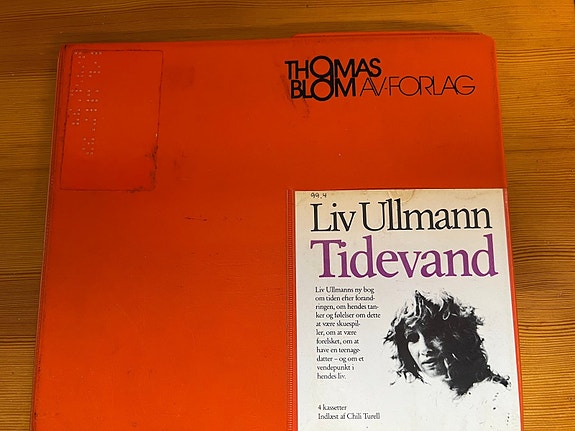 THOMAS
BLOM AV-FORLAG
99.4
Liv Ullmann
Tidevand
Liv Ullmanns ny bog
om tiden efter forand-
ringen, om hendes tan-
ker og følelser om dette
at være skuespil-
ler, om at være
forelsket, om at
have en teenage-
datter – og om et
vendepunkt i
hendes liv.
4 kassetter
Indlæst af Chili Turell